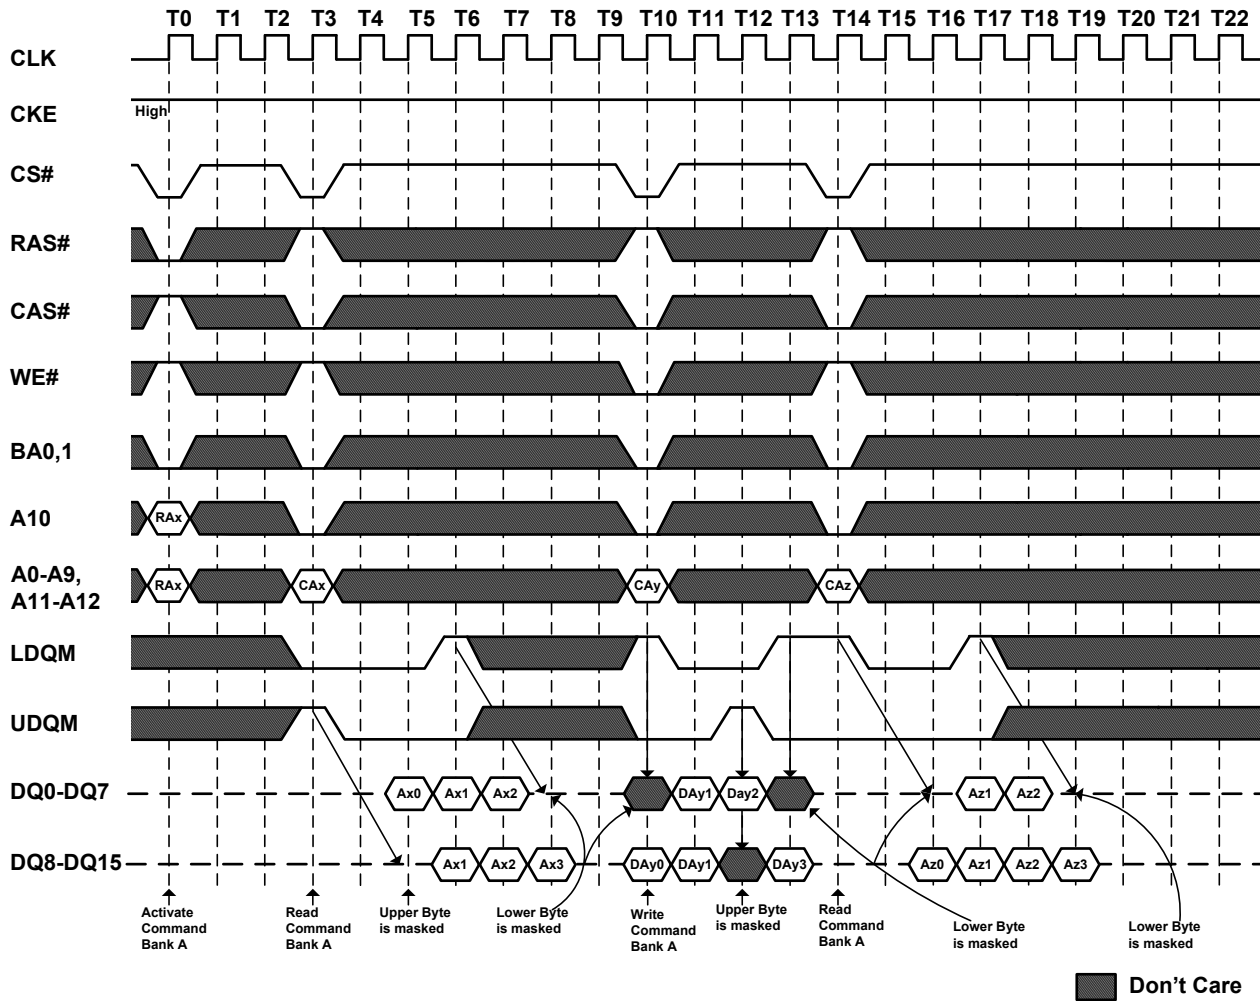 T0 T1 T2 T3 T4 T5 T6 T7 T8 T9 T10 T11 T12 T13 T14 T15 T16 T17 T18 T19 T20 T21 T22
CLK
CKE High
CS#
RAS#
CAS#
WE#
BA0,1
A10 RAx
A0-A9,
A11-A12
RAx CAx CAy CAz
LDQM
UDQM
DQ0-DQ7 Ax0 Ax1 Ax2 DAy1 Day2 Az1 Az2
DQ8-DQ15 Ax1 Ax2 Ax3 DAy0 DAy1 DAy3 Az0 Az1 Az2 Az3
Activate
Command
Bank A
Read
Command
Bank A
Upper Byte
is masked
Lower Byte
is masked
Write
Command
Bank A
Upper Byte
is masked
Read
Command
Bank A
Lower Byte
is masked
Lower Byte
is masked
Don't Care